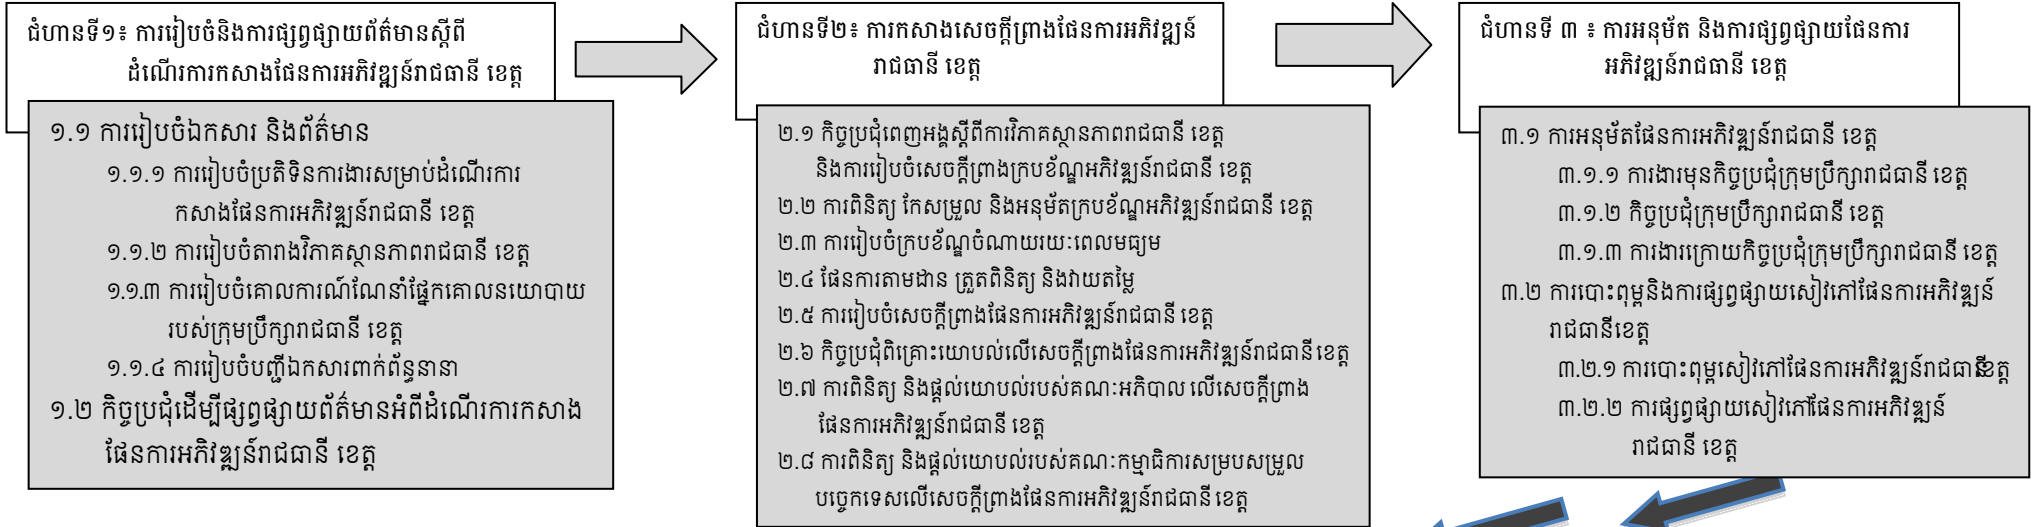 ជំហានទី១៖ ការរៀបចំនិងការផ្សព្វផ្សាយព័ត៌មានស្តីពី
ដំណើរការកសាងផែនការអភិវឌ្ឍន៍រាជធានី ខេត្ត
១.១ ការរៀបចំឯកសារ និងព័ត៌មាន
១.១.១ ការរៀបចំប្រតិទិនការងារសម្រាប់ដំណើរការ
កសាងផែនការអភិវឌ្ឍន៍រាជធានី ខេត្ត
១.១.២ ការរៀបចំតារាងវិភាគស្ថានភាពរាជធានី ខេត្ត
១.១.៣ ការរៀបចំគោលការណ៍ណែនាំផ្នែកគោលនយោបាយ
របស់ក្រុមប្រឹក្សារាជធានី ខេត្ត
១.១.៤ ការរៀបចំបញ្ជីឯកសារពាក់ព័ន្ធនានា
១.២ កិច្ចប្រជុំដើម្បីផ្សព្វផ្សាយព័ត៌មានអំពីដំណើរការកសាង
ផែនការអភិវឌ្ឍន៍រាជធានី ខេត្ត
ជំហានទី២៖ ការកសាងសេចក្តីព្រាងផែនការអភិវឌ្ឍន៍
រាជធានី ខេត្ត
២.១ កិច្ចប្រជុំពេញអង្គស្តីពីការវិភាគស្ថានភាពរាជធានី ខេត្ត
និងការរៀបចំសេចក្តីព្រាងក្របខ័ណ្ឌអភិវឌ្ឍន៍រាជធានី ខេត្ត
២.២ ការពិនិត្យ កែសម្រួល និងអនុម័តក្របខ័ណ្ឌអភិវឌ្ឍន៍រាជធានី ខេត្ត
២.៣ ការរៀបចំក្របខ័ណ្ឌចំណាយរយៈពេលមធ្យម
២.៤ ផែនការតាមដាន ត្រួតពិនិត្យ និងវាយតម្លៃ
២.៥ ការរៀបចំសេចក្តីព្រាងផែនការអភិវឌ្ឍន៍រាជធានី ខេត្ត
២.៦ កិច្ចប្រជុំពិគ្រោះយោបល់លើសេចក្តីព្រាងផែនការអភិវឌ្ឍន៍រាជធានី ខេត្ត
២.៧ ការពិនិត្យ និងផ្តល់យោបល់របស់គណៈអភិបាល លើសេចក្តីព្រាង
ផែនការអភិវឌ្ឍន៍រាជធានី ខេត្ត
២.៨ ការពិនិត្យ និងផ្តល់យោបល់របស់គណៈកម្មាធិការសម្របសម្រួល
បច្ចេកទេសលើសេចក្តីព្រាងផែនការអភិវឌ្ឍន៍រាជធានី ខេត្ត
ជំហានទី ៣ ៖ ការអនុម័ត និងការផ្សព្វផ្សាយផែនការ
អភិវឌ្ឍន៍រាជធានី ខេត្ត
៣.១ ការអនុម័តផែនការអភិវឌ្ឍន៍រាជធានី ខេត្ត
៣.១.១ ការងារមុនកិច្ចប្រជុំក្រុមប្រឹក្សារាជធានី ខេត្ត
៣.១.២ កិច្ចប្រជុំក្រុមប្រឹក្សារាជធានី ខេត្ត
៣.១.៣ ការងារក្រោយកិច្ចប្រជុំក្រុមប្រឹក្សារាជធានី ខេត្ត
៣.២ ការបោះពុម្ពនិងការផ្សព្វផ្សាយសៀវភៅផែនការអភិវឌ្ឍន៍
រាជធានីខេត្ត
៣.២.១ ការបោះពុម្ពសៀវភៅផែនការអភិវឌ្ឍន៍រាជធានីខេត្ត
៣.២.២ ការផ្សព្វផ្សាយសៀវភៅផែនការអភិវឌ្ឍន៍
រាជធានី ខេត្ត